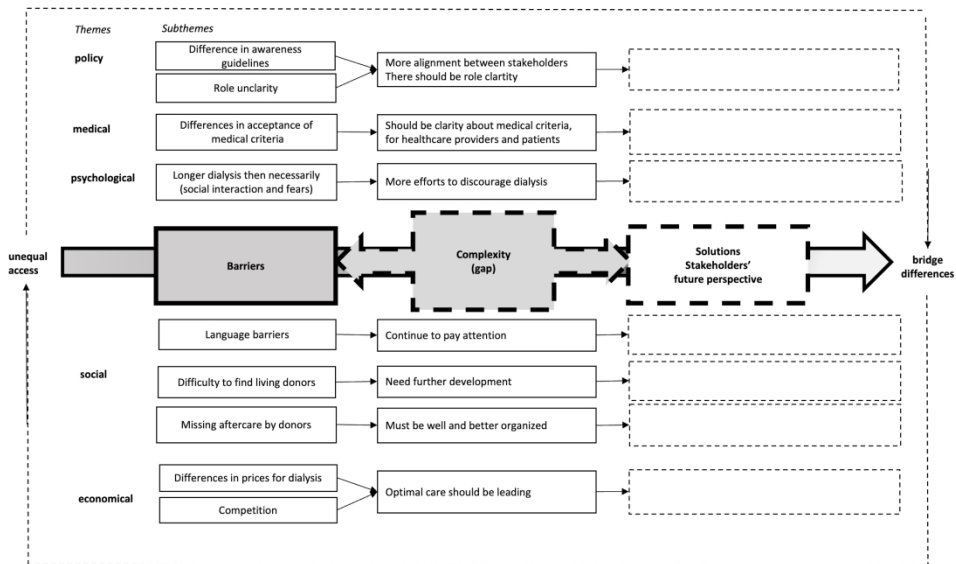 Themes
Subthemes
policy
Difference in awareness
guidelines
Role unclarity
More alignment between stakeholders
There should be role clartity
medical
Differences in acceptance of
medical criteria
Should be clarity about medical criteria,
for healthcare providers and patients
psychological
Longer dialysis then necessarily
(social interaction and fears)
More efforts to discourage dialysis
unequal
access
Barriers
Complexity
(gap)
Solutions
Stakeholders’
future perspective
bridge
differences
Language barriers
Continue to pay attention
social
Difficulty to find living donors
Need further development
Missing aftercare by donors
Must be well and better organized
economical
Differences in prices for dialysis
Competition
Optimal care should be leading